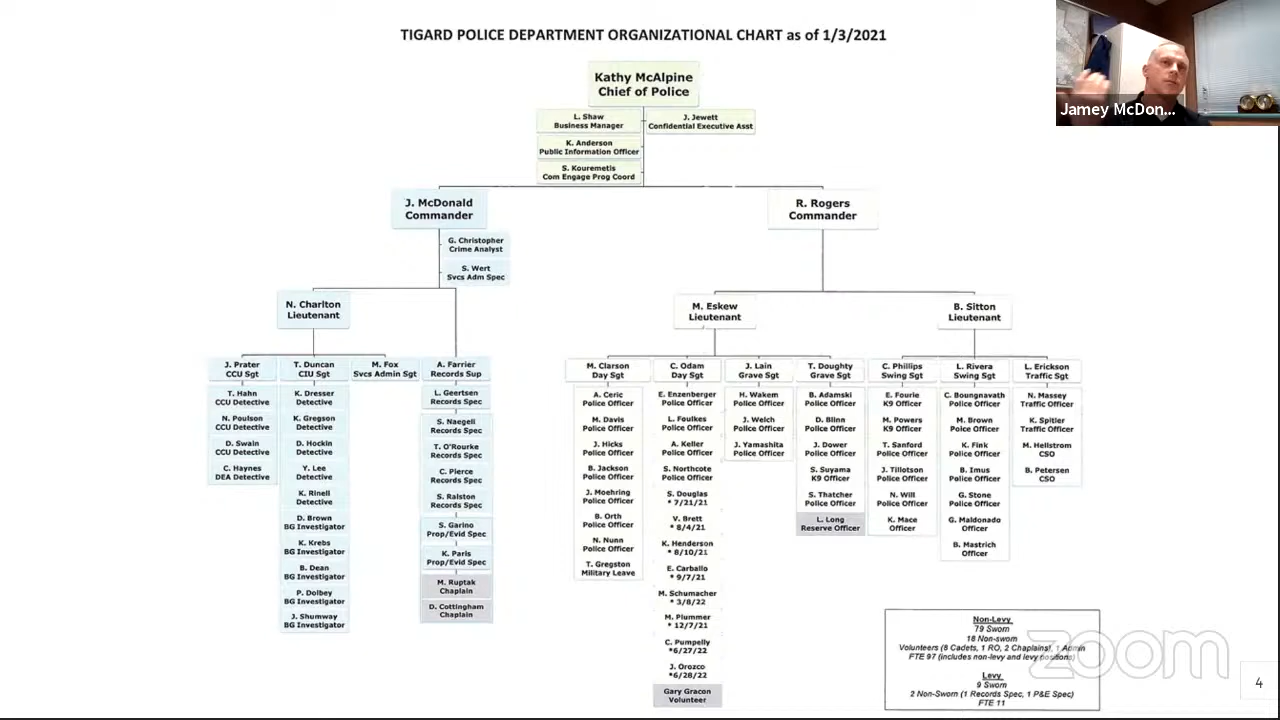 TIGARD POLICE DEPARTMENT ORGANIZATIONAL CHART as of 1/3/2021
Jamey McDon...
Kathy McAlpine
Chief of Police
L. Shaw
Business Manager
J. Jewett
Confidential Executive Asst
K. Anderson
Public Information Officer
S. Kouremetis
Com Engage Prog Coord
J. McDonald
Commander
R. Rogers
Commander
G. Christopher
Crime Analyst
S. Wert
Svcs Adm Spec
N. Charlton
Lieutenant
M. Eskew
Lieutenant
B. Sitton
Lieutenant
J. Prater
CCU Sgt
T. Hahn
CCU Detective
N. Poulson
CCU Detective
D. Swain
CCU Detective
C. Haynes
DEA Detective
T. Duncan
CIU Sgt
K. Dresser
Detective
K. Gregson
Detective
D. Hockin
Detective
Y. Lee
Detective
K. Rinell
Detective
D. Brown
BG Investigator
K. Krebs
BG Investigator
B. Dean
BG Investigator
P. Dolbey
BG Investigator
J. Shumway
BG Investigator
M. Fox
Svcs Admin Sgt
A. Farrier
Records Sup
L. Geertsen
Records Spec
S. Naegeli
Records Spec
T. O'Rourke
Records Spec
C. Pierce
Records Spec
S. Ralston
Records Spec
S. Garino
Prop/Evid Spec
K. Paris
Prop/Evid Spec
M. Ruptak
Chaplain
D. Cottingham
Chaplain
M. Clarson
Day Sgt
A. Ceric
Police Officer
M. Davis
Police Officer
J. Hicks
Police Officer
B. Jackson
Police Officer
J. Moehring
Police Officer
B. Orth
Police Officer
N. Nunn
Police Officer
T. Gregston
Military Leave
C. Odam
Day Sgt
E. Enzenberger
Police Officer
L. Foulkes
Police Officer
A. Keller
Police Officer
S. Northcote
Police Officer
S. Douglas
* 7/21/21
V. Brett
* 8/4/21
K. Henderson
* 8/10/21
E. Carballo
* 9/7/21
M. Schumacher
* 3/8/22
M. Plummer
* 12/7/21
C. Pumpelly
*6/27/22
J. Orozco
*6/28/22
Gary Gracon
Volunteer
J. Lain
Grave Sgt
H. Wakem
Police Officer
J. Welch
Police Officer
J. Yamashita
Police Officer
T. Doughty
Grave Sgt
B. Adamski
Police Officer
D. Blinn
Police Officer
J. Dower
Police Officer
S. Suyama
K9 Officer
S. Thatcher
Police Officer
L. Long
Reserve Officer
C. Phillips
Swing Sgt
E. Fourie
K9 Officer
M. Powers
K9 Officer
T. Sanford
Police Officer
J. Tillotson
Police Officer
N. Will
Police Officer
K. Mace
Officer
L. Rivera
Swing Sgt
C. Boungnavath
Police Officer
M. Brown
Police Officer
K. Fink
Police Officer
B. Imus
Police Officer
G. Stone
Police Officer
G. Maldonado
Officer
B. Mastrich
Officer
L. Erickson
Traffic Sgt
N. Massey
Traffic Officer
K. Spitler
Traffic Officer
M. Hellstrom
CSO
B. Petersen
CSO
Non-Levy
79 Sworn
18 Non-sworn
Volunteers (8 Cadets, 1 RO, 2 Chaplains), 1 Admin
FTE 97 (includes non-levy and levy positions)
Levy
9 Sworn
2 Non-Sworn (1 Records Spec, 1 P&E Spec)
FTE 11
zoom
4